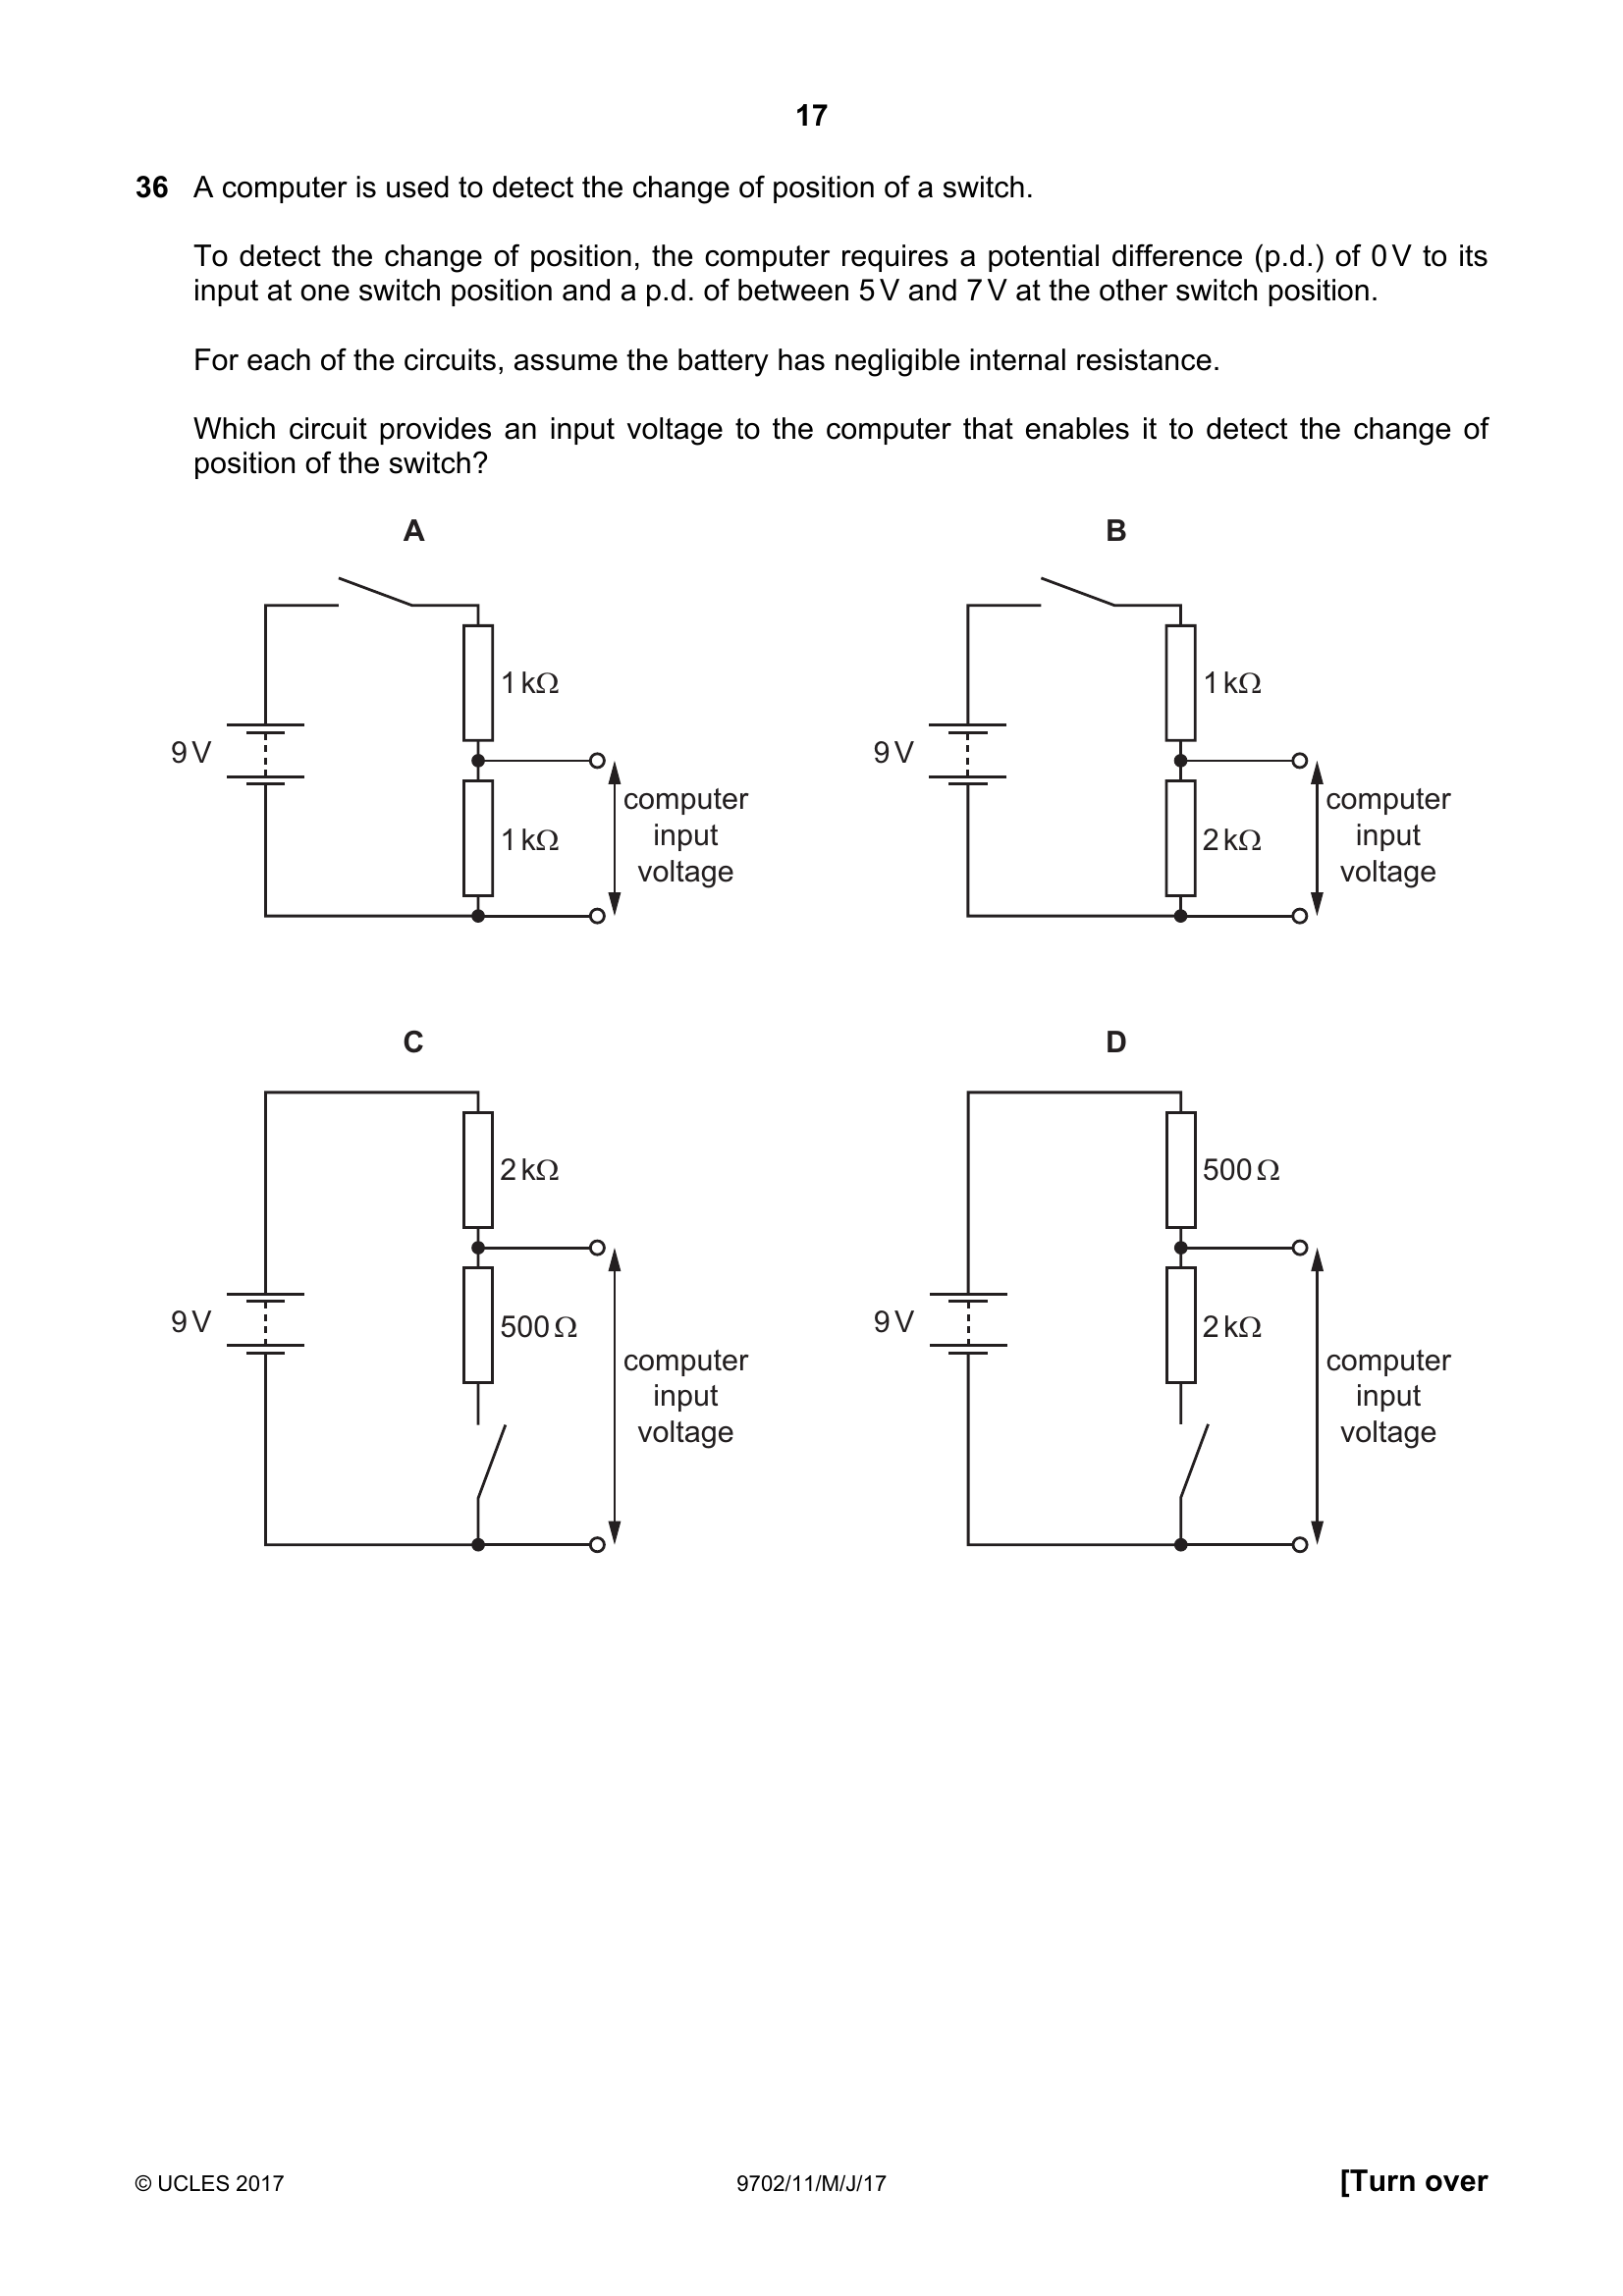 17
36 A computer is used to detect the change of position of a switch.
To detect the change of position, the computer requires a potential difference (p.d.) of 0 V to its
input at one switch position and a p.d. of between 5 V and 7 V at the other switch position.
For each of the circuits, assume the battery has negligible internal resistance.
Which circuit provides an input voltage to the computer that enables it to detect the change of
position of the switch?
A
1 kΩ
9 V
1 kΩ
computer
input
voltage
B
1 kΩ
9 V
2 kΩ
computer
input
voltage
C
2 kΩ
9 V
500 Ω
computer
input
voltage
D
500 Ω
9 V
2 kΩ
computer
input
voltage
© UCLES 2017
9702/11/M/J/17
[Turn over